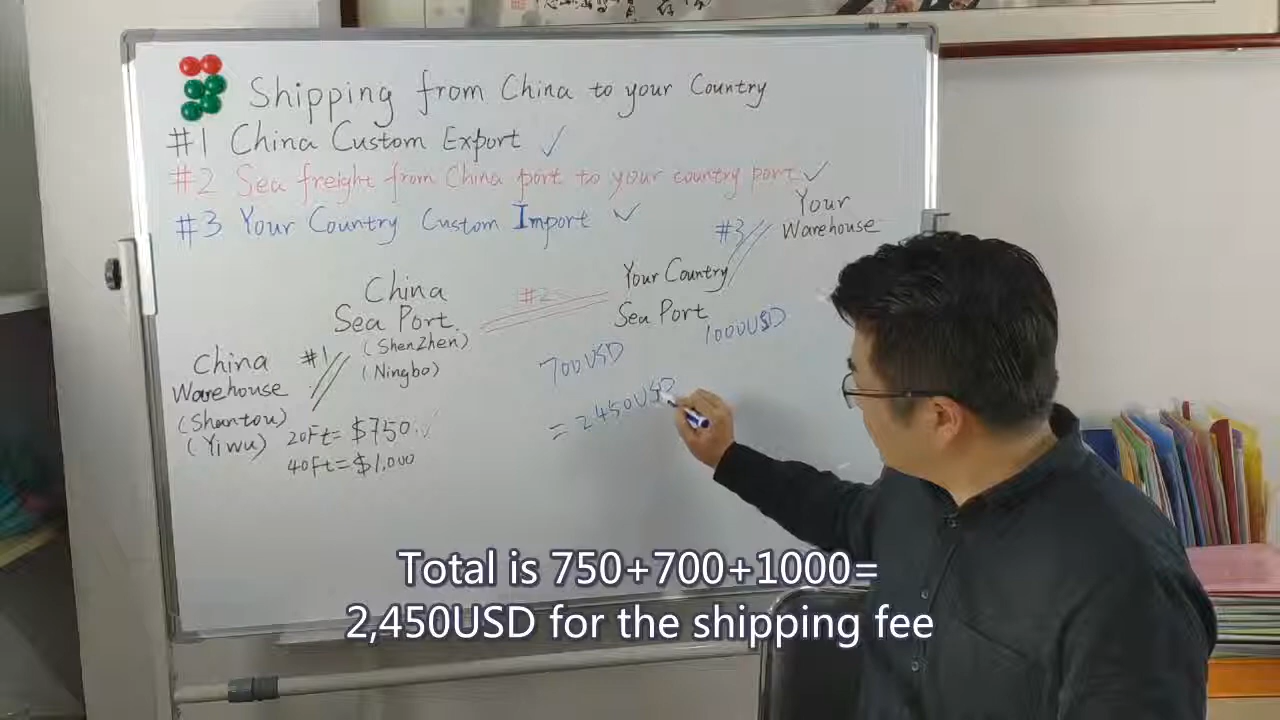 Shipping from China to your Country
#1 China Custom Export ✓
#2 Sea freight from China port to your country port ✓
#3 Your Country Custom Import ✓
Your
Warehouse
#3
Your Country
Sea Port
1000USD
#2
China
Sea Port
(ShenZhen)
(Ningbo)
700USD
#1
China
Warehouse
(Shantou)
(Yiwu)
20Ft=$750 ✓
40Ft=$1,000
=2450USD
Total is 750+700+1000=
2,450USD for the shipping fee